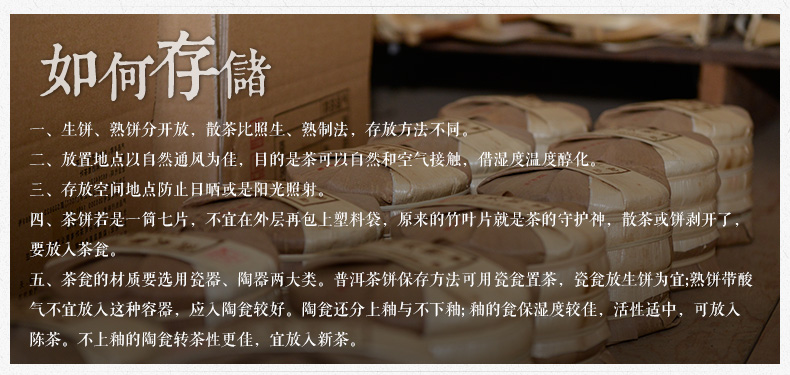 如何存儲
一、生饼、熟饼分开放，散茶比照生、熟制法，存放方法不同。
二、放置地点以自然通风为佳，目的是茶可以自然和空气接触，借湿度温度醇化。
三、存放空间地点防止日晒或是阳光照射。
四、茶饼若是一筒七片，不宜在外层再包上塑料袋，原来的竹叶片就是茶的守护神，散茶或饼剥开了，
要放入茶瓮。
五、茶瓮的材质要选用瓷器、陶器两大类。普洱茶饼保存方法可用瓷瓮置茶，瓷瓮放生饼为宜;熟饼带酸
气不宜放入这种容器，应入陶瓮较好。陶瓮还分上釉与不下釉; 釉的瓮保湿度较佳，活性适中，可放入
陈茶。不上釉的陶瓮转茶性更佳，宜放入新茶。